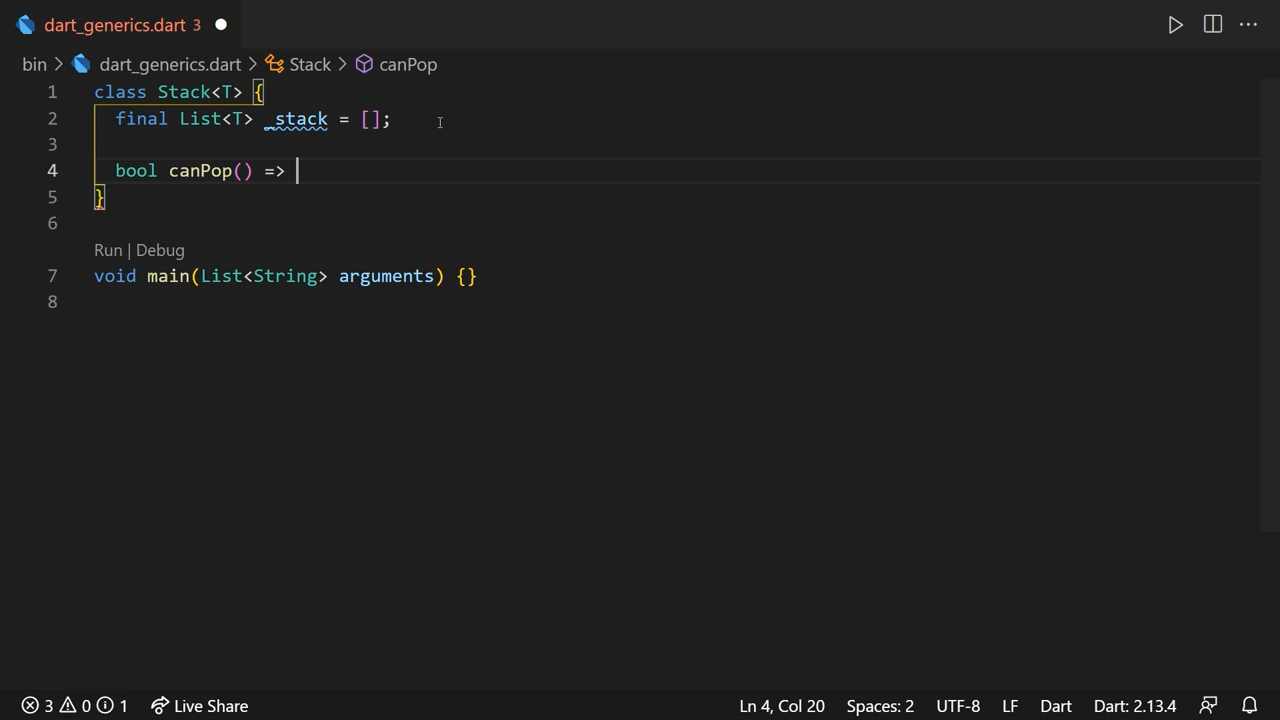 dart_generics.dart 3
bin > dart_generics.dart > Stack > canPop
1 class Stack<T> {
2   final List<T> _stack = [];
3
4   bool canPop() =>
5 }
6
Run | Debug
7 void main(List<String> arguments) {}
8
3 0 1 Live Share Ln 4, Col 20 Spaces: 2 UTF-8 LF Dart Dart: 2.13.4